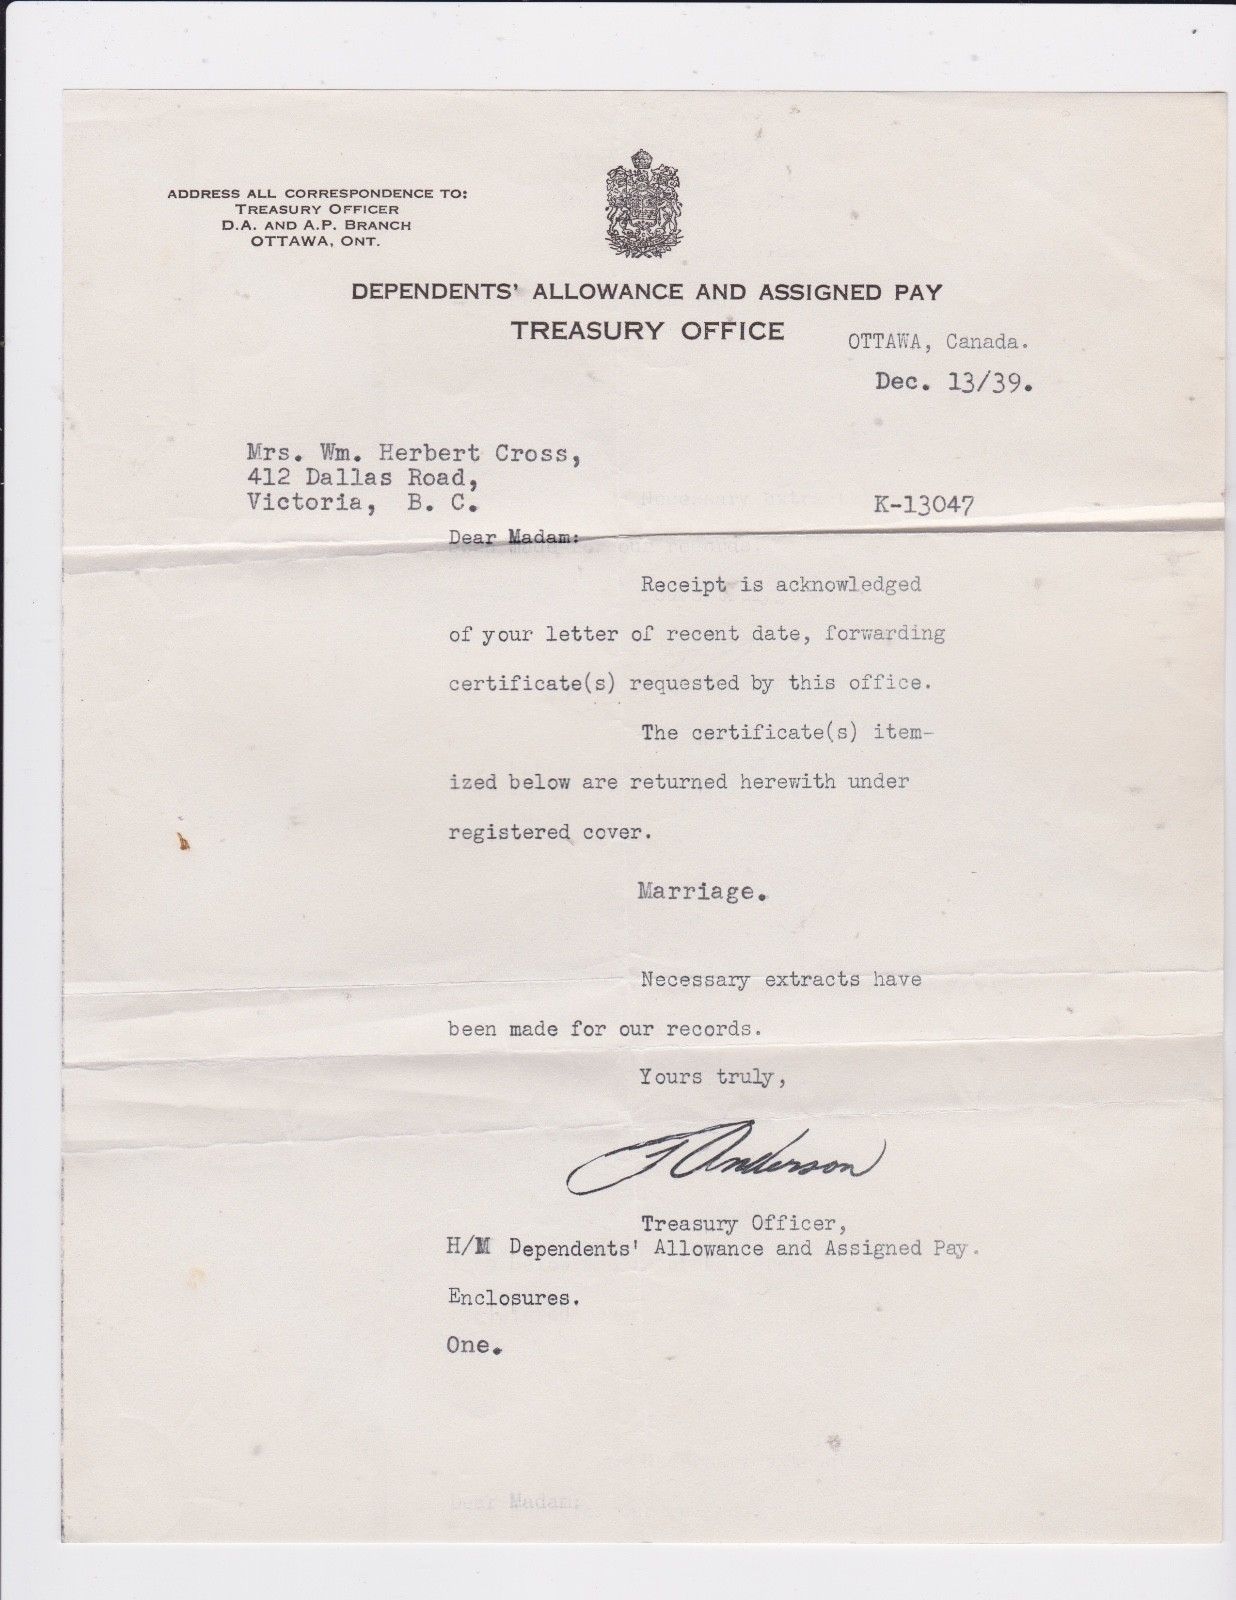 ADDRESS ALL CORRESPONDENCE TO:
TREASURY OFFICER
D.A. AND A.P. BRANCH
OTTAWA, ONT.
DEPENDENTS' ALLOWANCE AND ASSIGNED PAY
TREASURY OFFICE
OTTAWA, Canada.
Dec. 13/39.
Mrs. Wm. Herbert Cross,
412 Dallas Road,
Victoria, B. C.
K-13047
Dear Madam:
Receipt is acknowledged
of your letter of recent date, forwarding
certificate(s) requested by this office.
The certificate(s) item-
ized below are returned herewith under
registered cover.
Marriage.
Necessary extracts have
been made for our records.
Yours truly,
Anderson
Treasury Officer,
H/M Dependents' Allowance and Assigned Pay.
Enclosures.
One.
Dear Madam: